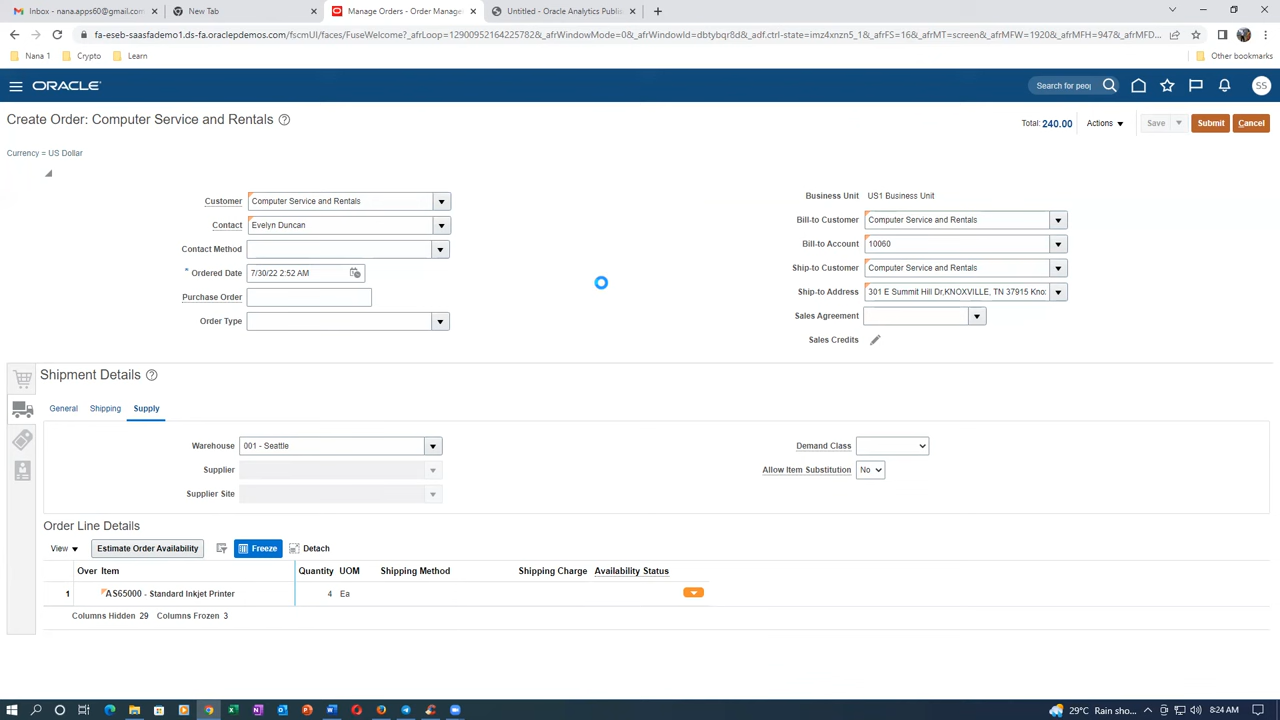 Inbox - nana.apps60@gmail.com
New Tab
Manage Orders - Order Manage
Untitled - Oracle Analytics Publis
fa-eseb-saasfademo1.ds-fa.oraclepdemos.com/fscmUI/faces/FuseWelcome?_afrLoop=12900952164225782&_afrWindowMode=0&_afrWindowId=dbtybqr8d&_adf.ctrl-state=imz4xnzn5_1&_afrFS=16&_afrMT=screen&_afrMFW=1920&_afrMFH=947&_afrMFD...
Nana 1
Crypto
Learn
Other bookmarks
ORACLE
Search for peop
SS
Create Order: Computer Service and Rentals
Total: 240.00
Actions
Save
Submit
Cancel
Currency = US Dollar
Customer Computer Service and Rentals
Contact Evelyn Duncan
Contact Method
* Ordered Date 7/30/22 2:52 AM
Purchase Order
Order Type
Business Unit US1 Business Unit
Bill-to Customer Computer Service and Rentals
Bill-to Account 10060
Ship-to Customer Computer Service and Rentals
Ship-to Address 301 E Summit Hill Dr,KNOXVILLE, TN 37915 Kno
Sales Agreement
Sales Credits
Shipment Details
General Shipping Supply
Warehouse 001 - Seattle
Supplier
Supplier Site
Demand Class
Allow Item Substitution No
Order Line Details
View Estimate Order Availability Freeze Detach
Over Item Quantity UOM Shipping Method Shipping Charge Availability Status
1 AS65000 - Standard Inkjet Printer 4 Ea
Columns Hidden 29 Columns Frozen 3
29°C Rain sho... 8:24 AM